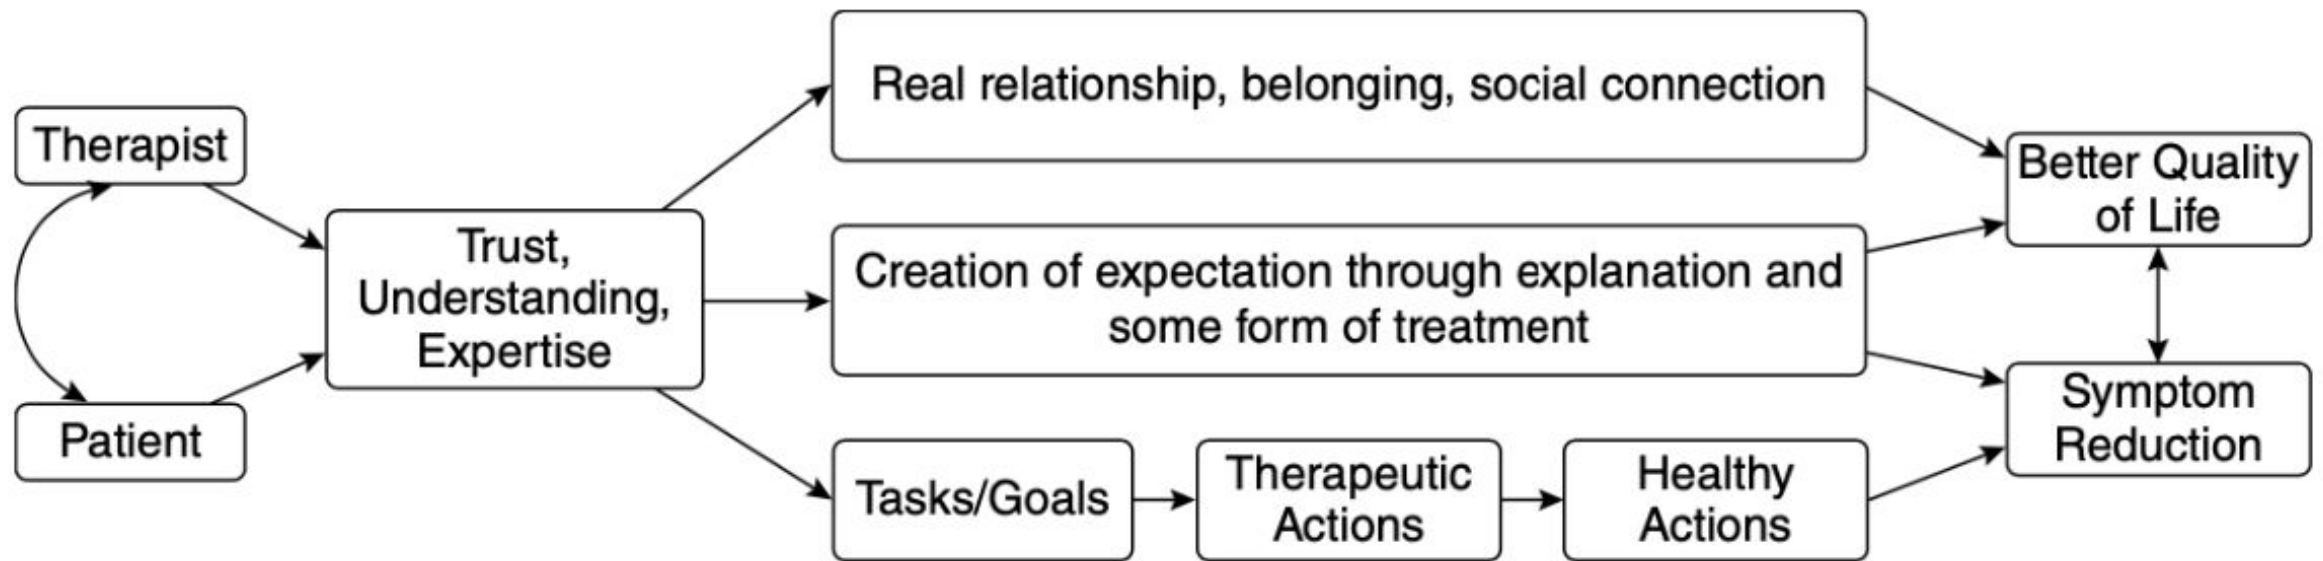 Therapist
Patient
Trust,
Understanding,
Expertise
Real relationship, belonging, social connection
Creation of expectation through explanation and
some form of treatment
Tasks/Goals
Therapeutic
Actions
Healthy
Actions
Better Quality
of Life
Symptom
Reduction